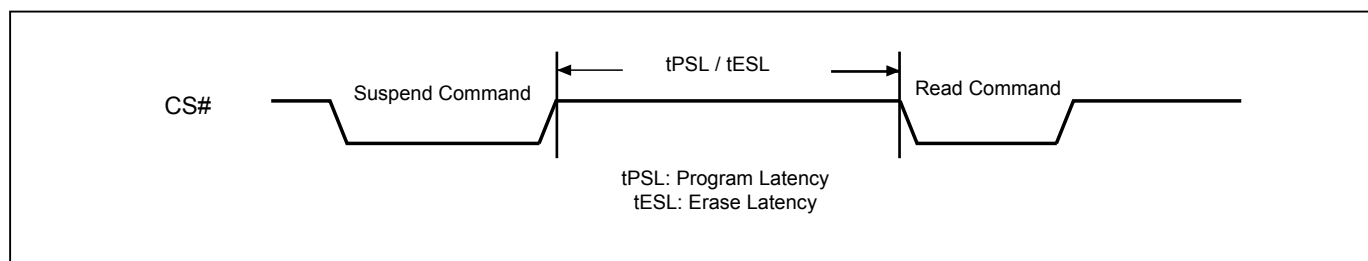 tPSL / tESL
Suspend Command
Read Command
CS#
tPSL: Program Latency
tESL: Erase Latency